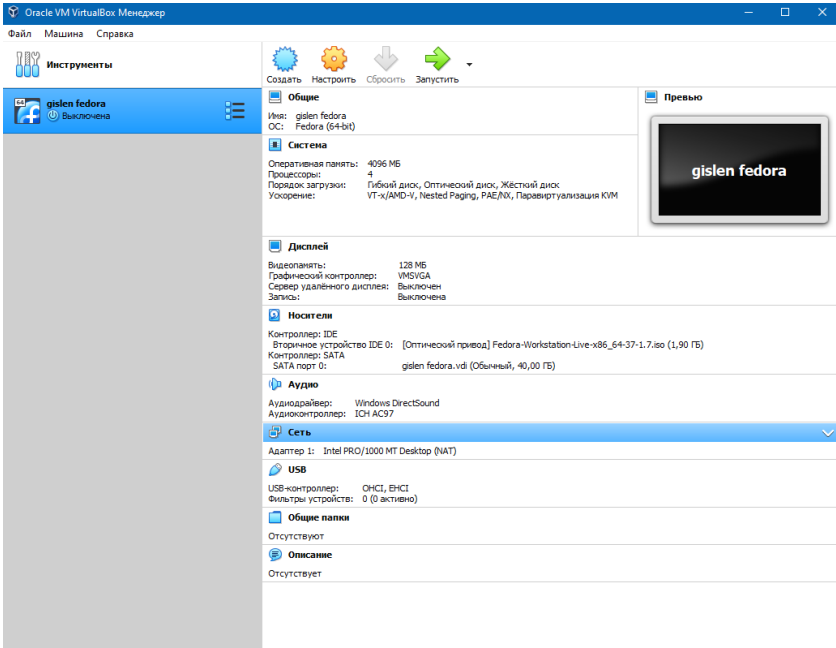 Oracle VM VirtualBox Менеджер
Файл Машина Справка
Инструменты
Создать Настроить Сбросить Запустить
64 gislen fedora
Выключена
Общие
Имя: gislen fedora
ОС: Fedora (64-bit)
Превью
gislen fedora
Система
Оперативная память: 4096 МБ
Процессоры: 4
Порядок загрузки: Гибкий диск, Оптический диск, Жёсткий диск
Ускорение: VT-x/AMD-V, Nested Paging, PAE/NX, Паравиртуализация KVM
Дисплей
Видеопамять: 128 МБ
Графический контроллер: VMSVGA
Сервер удалённого дисплея: Выключен
Запись: Выключена
Носители
Контроллер: IDE
Вторичное устройство IDE 0: [Оптический привод] Fedora-Workstation-Live-x86_64-37-1.7.iso (1,90 ГБ)
Контроллер: SATA
SATA порт 0: gislen fedora.vdi (Обычный, 40,00 ГБ)
Аудио
Аудиодрайвер: Windows DirectSound
Аудиоконтроллер: ICH AC97
Сеть
Адаптер 1: Intel PRO/1000 MT Desktop (NAT)
USB
USB-контроллер: OHCI, EHCI
Фильтры устройств: 0 (0 активно)
Общие папки
Отсутствуют
Описание
Отсутствует